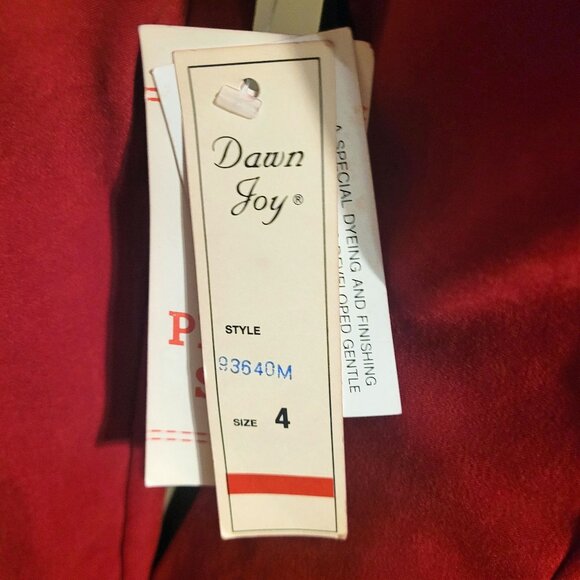 Dawn
Joy®
STYLE
93640M
SIZE 4
A SPECIAL DYEING AND FINISHING
DEVELOPED GENTLE